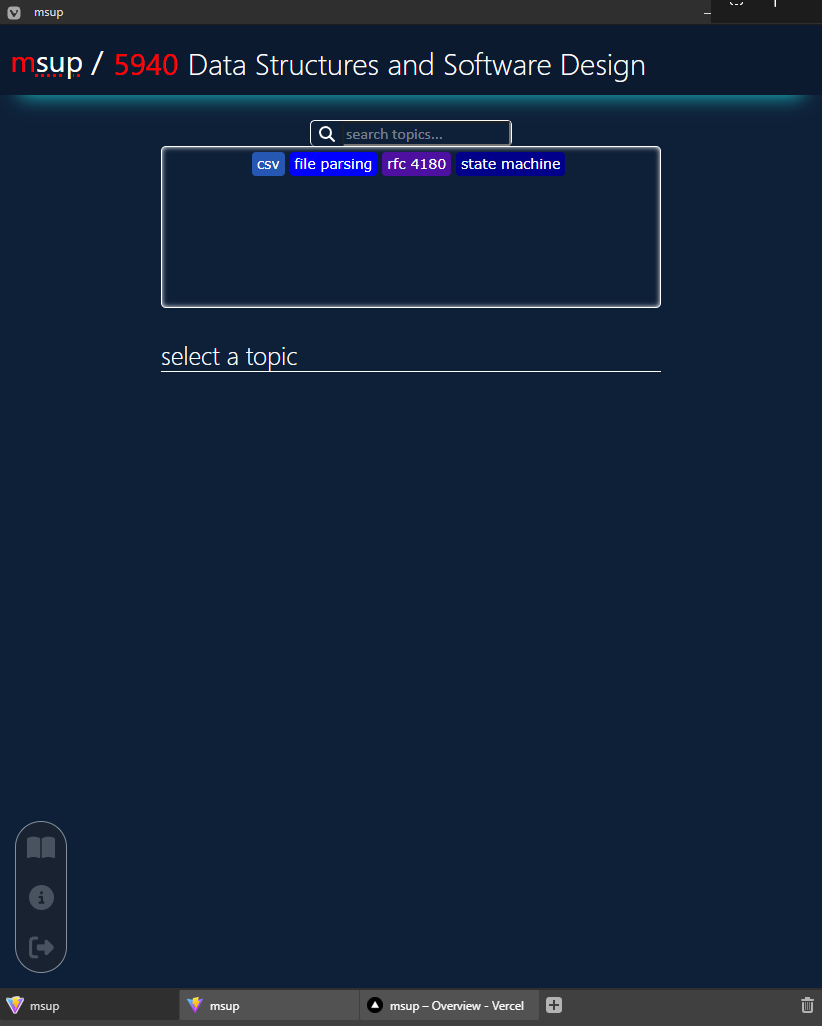 msup
msup / 5940 Data Structures and Software Design
search topics...
csv file parsing rfc 4180 state machine
select a topic
msup msup msup – Overview - Vercel